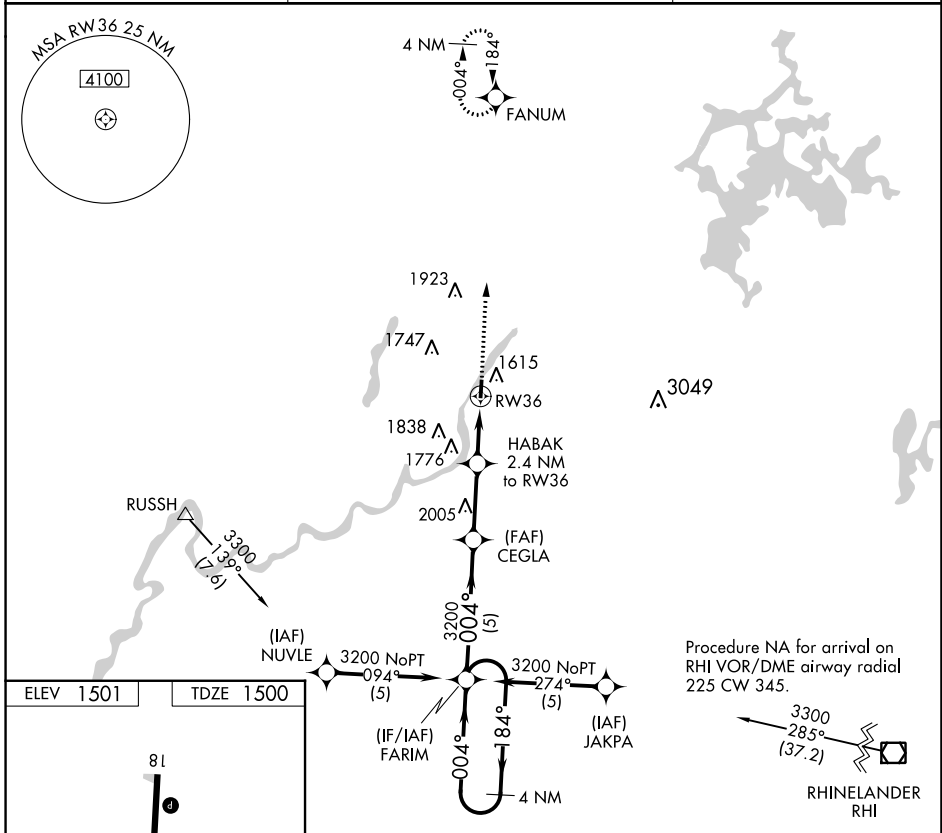 MSA RW36 25 NM
4100
4 NM
004°
184°
FANUM
1923
1747
1615
RW36
3049
1838
1776
HABAK
2.4 NM
to RW36
RUSSH
2005
(FAF)
CEGLA
3300
139°
(7.6)
3200
004°
(5)
(IAF)
NUVLE
3200 NoPT
094°
(5)
3200 NoPT
274°
(5)
(IAF)
JAKPA
(IF/IAF)
FARIM
004°
184°
4 NM
Procedure NA for arrival on
RHI VOR/DME airway radial
225 CW 345.
3300
285°
(37.2)
RHINELANDER
RHI
ELEV 1501
TDZE 1500
18
P